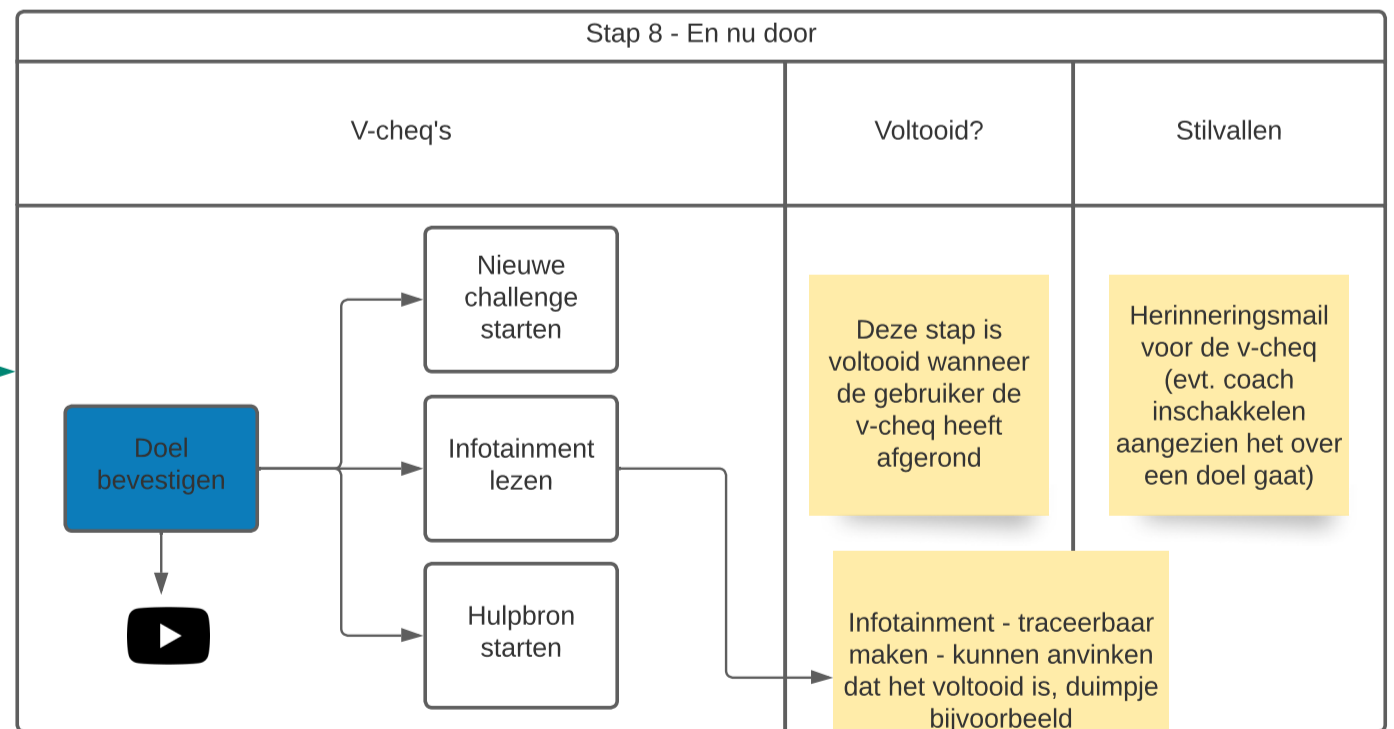 Stap 8 - En nu door
V-cheq's
Voltooid?
Stilvallen
Nieuwe
challenge
starten
Doel
bevestigen
Infotainment
lezen
Hulpbron
starten
Deze stap is
voltooid wanneer
de gebruiker de
v-cheq heeft
afgerond
Herinneringsmail
voor de v-cheq
(evt. coach
inschakkelen
aangezien het over
een doel gaat)
Infotainment - traceerbaar
maken - kunnen anvinken
dat het voltooid is, duimpje
bijvoorbeeld